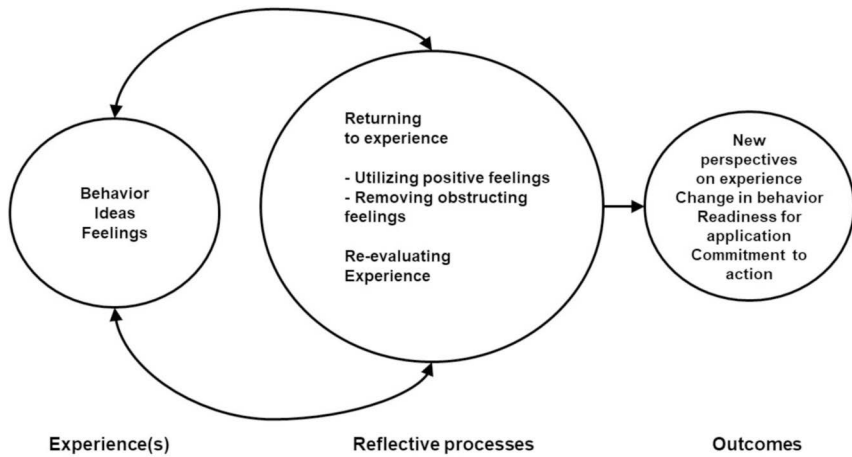 Behavior
Ideas
Feelings
Returning
to experience
- Utilizing positive feelings
- Removing obstructing
feelings
Re-evaluating
Experience
New
perspectives
on experience
Change in behavior
Readiness for
application
Commitment to
action
Experience(s)
Reflective processes
Outcomes